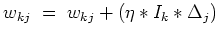 w_{kj} = w_{kj} + (η * I_k * Δ_j)